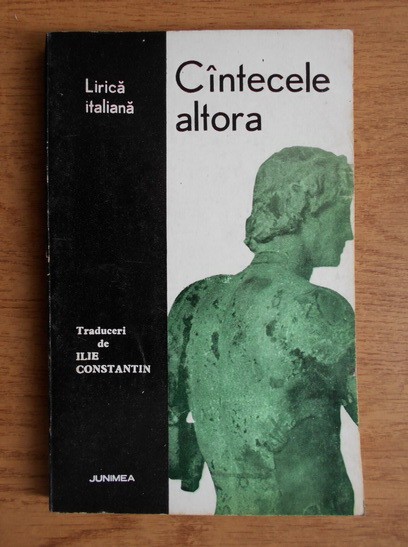 Lirică
italiană
Cîntecele
altora
Traduceri
de
ILIE
CONSTANTIN
JUNIMEA